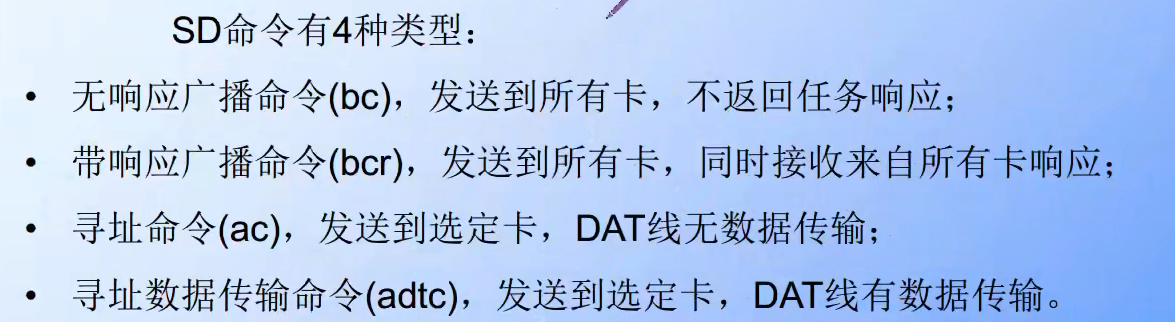 SD命令有4种类型：
• 无响应广播命令(bc)，发送到所有卡，不返回任务响应；
• 带响应广播命令(bcr)，发送到所有卡，同时接收来自所有卡响应；
• 寻址命令(ac)，发送到选定卡，DAT线无数据传输；
• 寻址数据传输命令(adtc)，发送到选定卡，DAT线有数据传输。